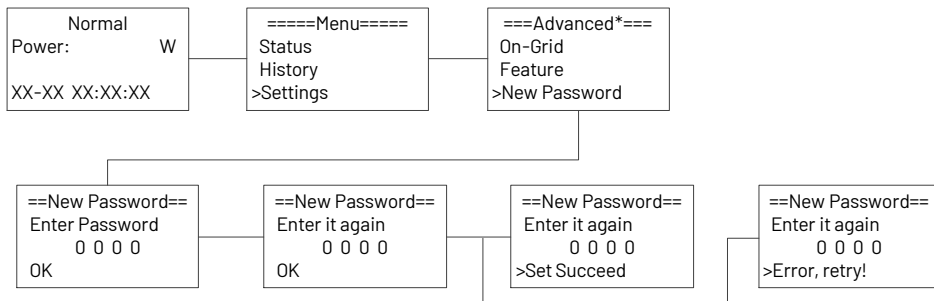 Normal
Power: W
XX-XX XX:XX:XX
=====Menu=====
Status
History
>Settings
===Advanced*===
On-Grid
Feature
>New Password
==New Password==
Enter Password
0 0 0 0
OK
==New Password==
Enter it again
0 0 0 0
OK
==New Password==
Enter it again
0 0 0 0
>Set Succeed
==New Password==
Enter it again
0 0 0 0
>Error, retry!